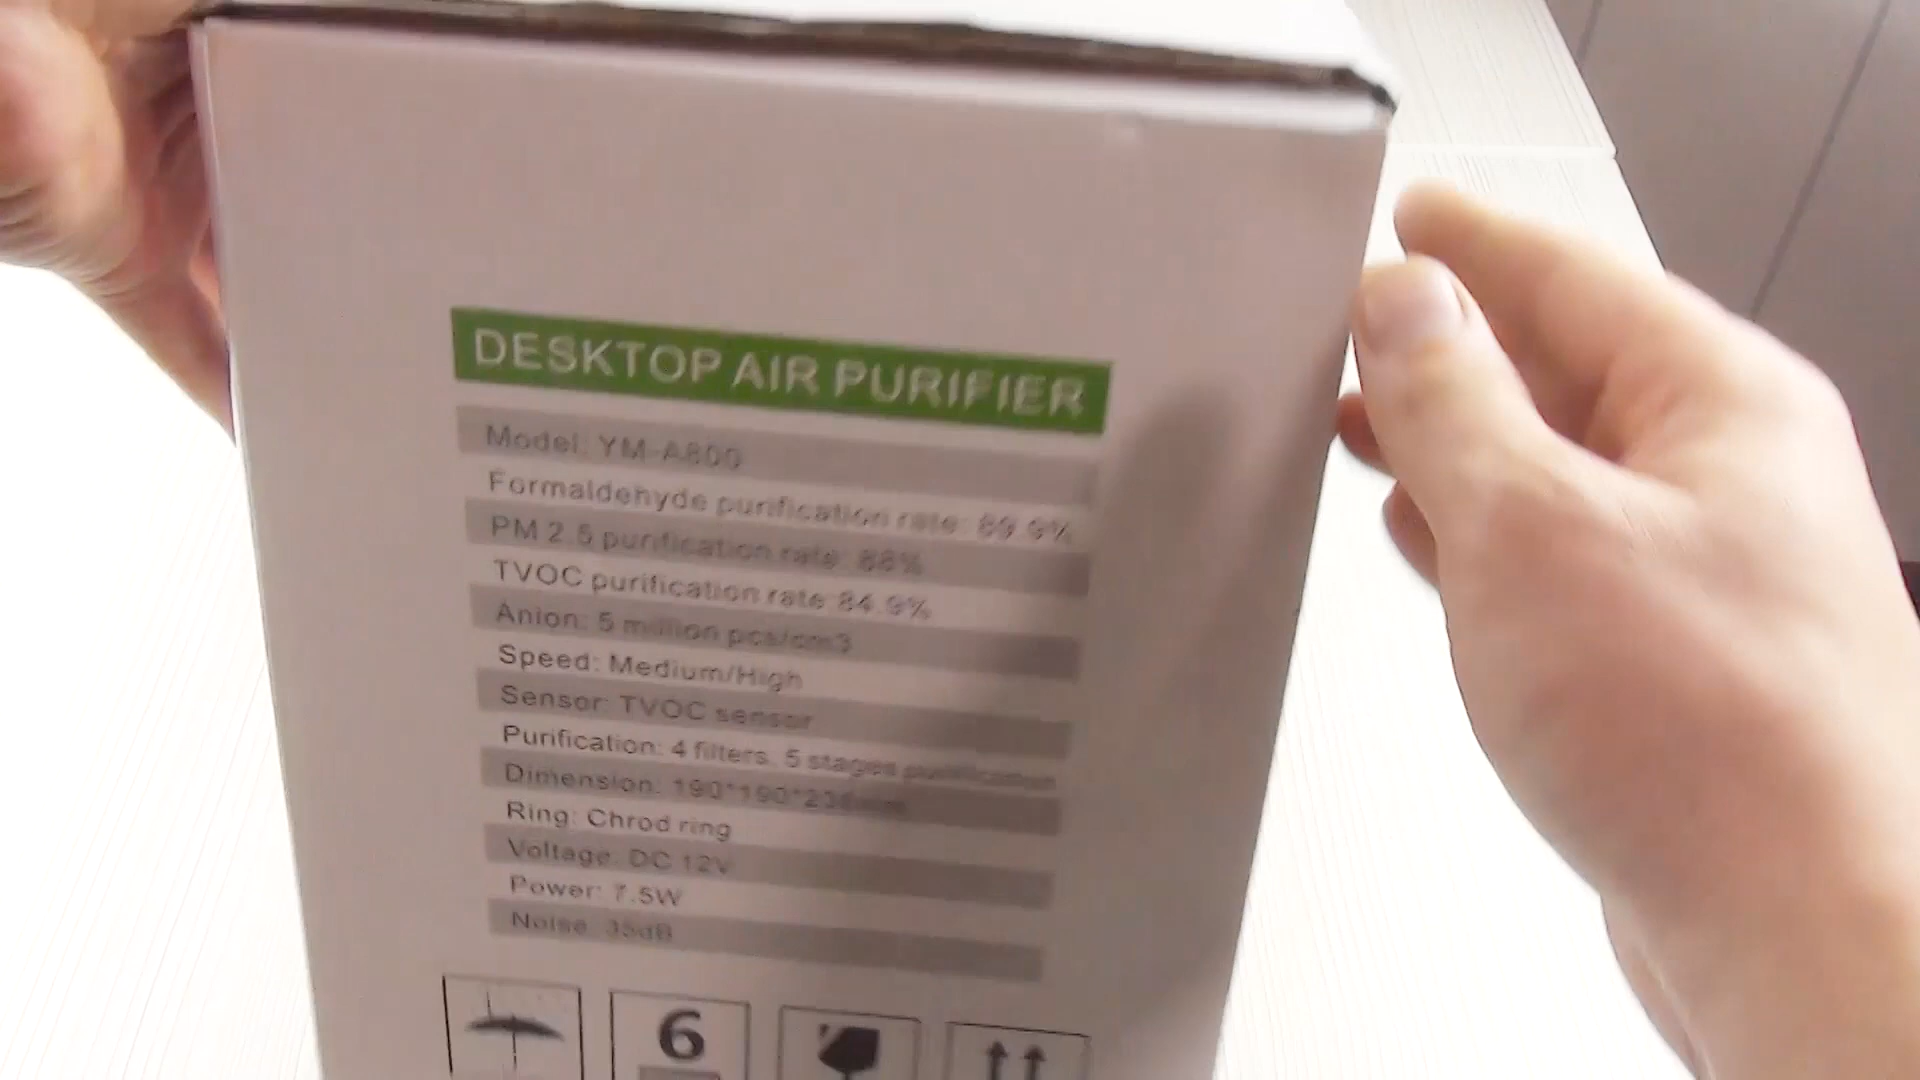 DESKTOP AIR PURIFIER
Model: YM-A800
Formaldehyde purification rate: 89.9%
PM 2.5 purification rate: 88%
TVOC purification rate 84.9%
Anion: 5 million pcs/cm3
Speed: Medium/High
Sensor: TVOC sensor
Purification: 4 filters, 5 stages purification
Dimension:
Ring: Chrod ring
Voltage: DC 12V
Power: 7.5W
Noise: 35dB
6